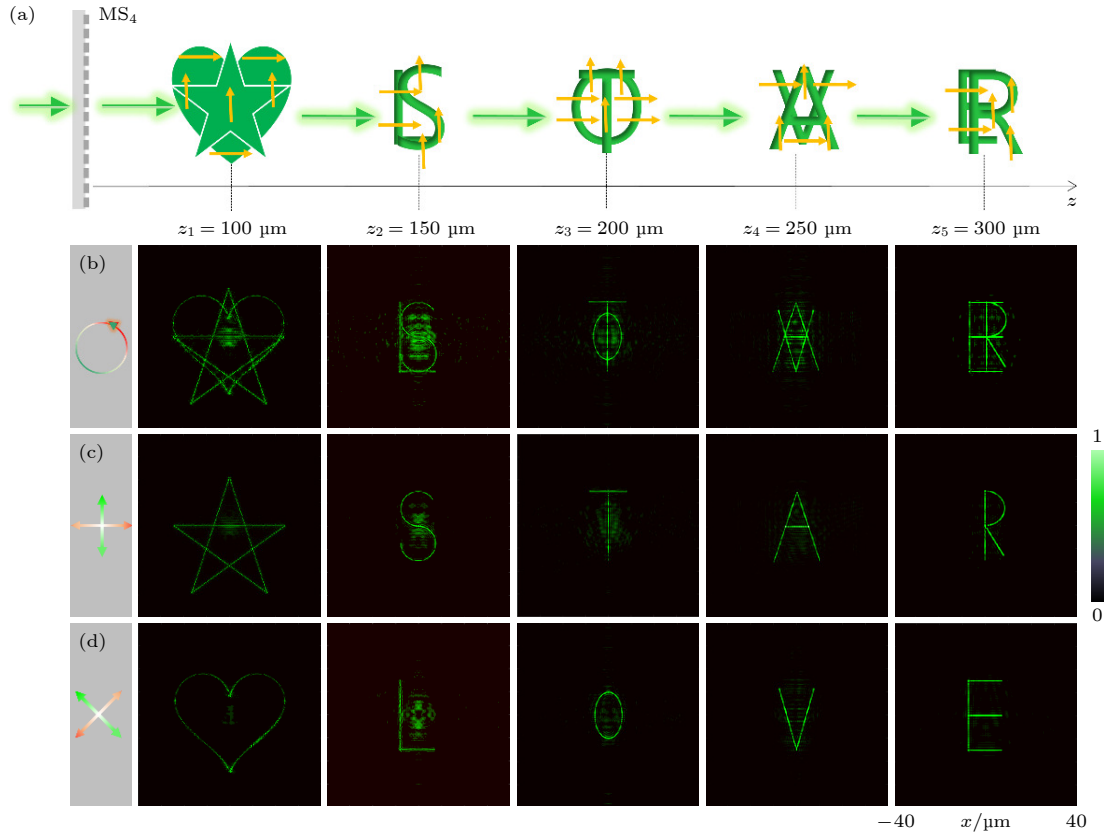 (a)
MS₄
L S
T O
A V
E R
z
z₁ = 100 µm z₂ = 150 µm z₃ = 200 µm z₄ = 250 µm z₅ = 300 µm
(b)
L S T O A V E R
(c)
S T A R
1
0
(d)
L O V E
−40 x/µm 40